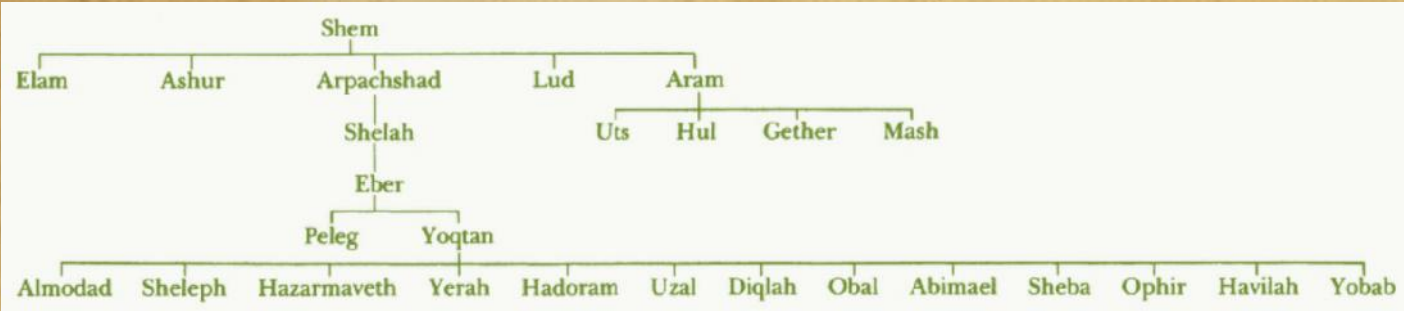 Shem
Elam Ashur Arpachshad Lud Aram
Shelah Uts Hul Gether Mash
Eber
Peleg Yoqtan
Almodad Sheleph Hazarmaveth Yerah Hadoram Uzal Diqlah Obal Abimael Sheba Ophir Havilah Yobab